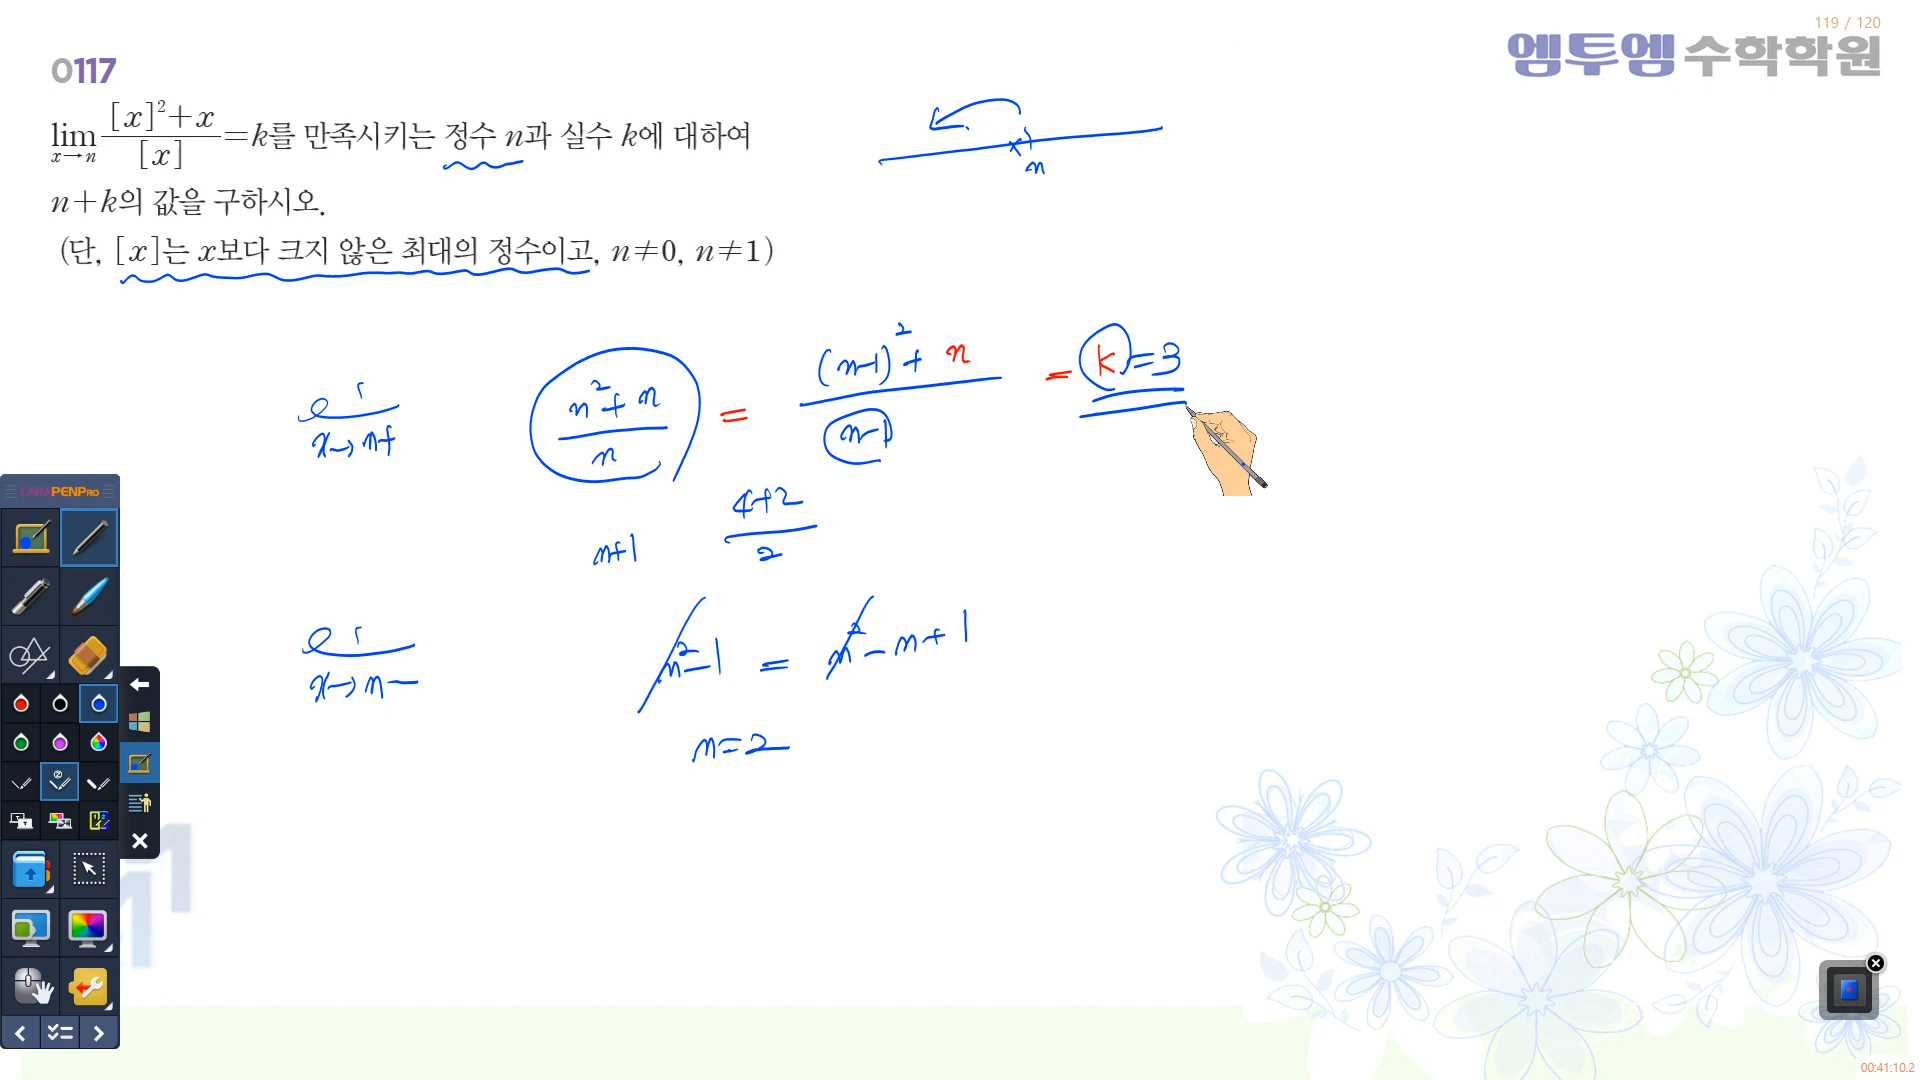 119 / 120
엠투엠 수학학원
0117
lim x→n [x]²+x / [x] = k를 만족시키는 정수 n과 실수 k에 대하여
n+k의 값을 구하시오.
(단, [x]는 x보다 크지 않은 최대의 정수이고, n≠0, n≠1)
n
x→n+ n²+n / n = (n-1)²+n / n-1 = k=3
n+1 4+2 / 2
x→n- n²-1 = n²-n+1
n=2
CARAPENPRO
00:41:10.2